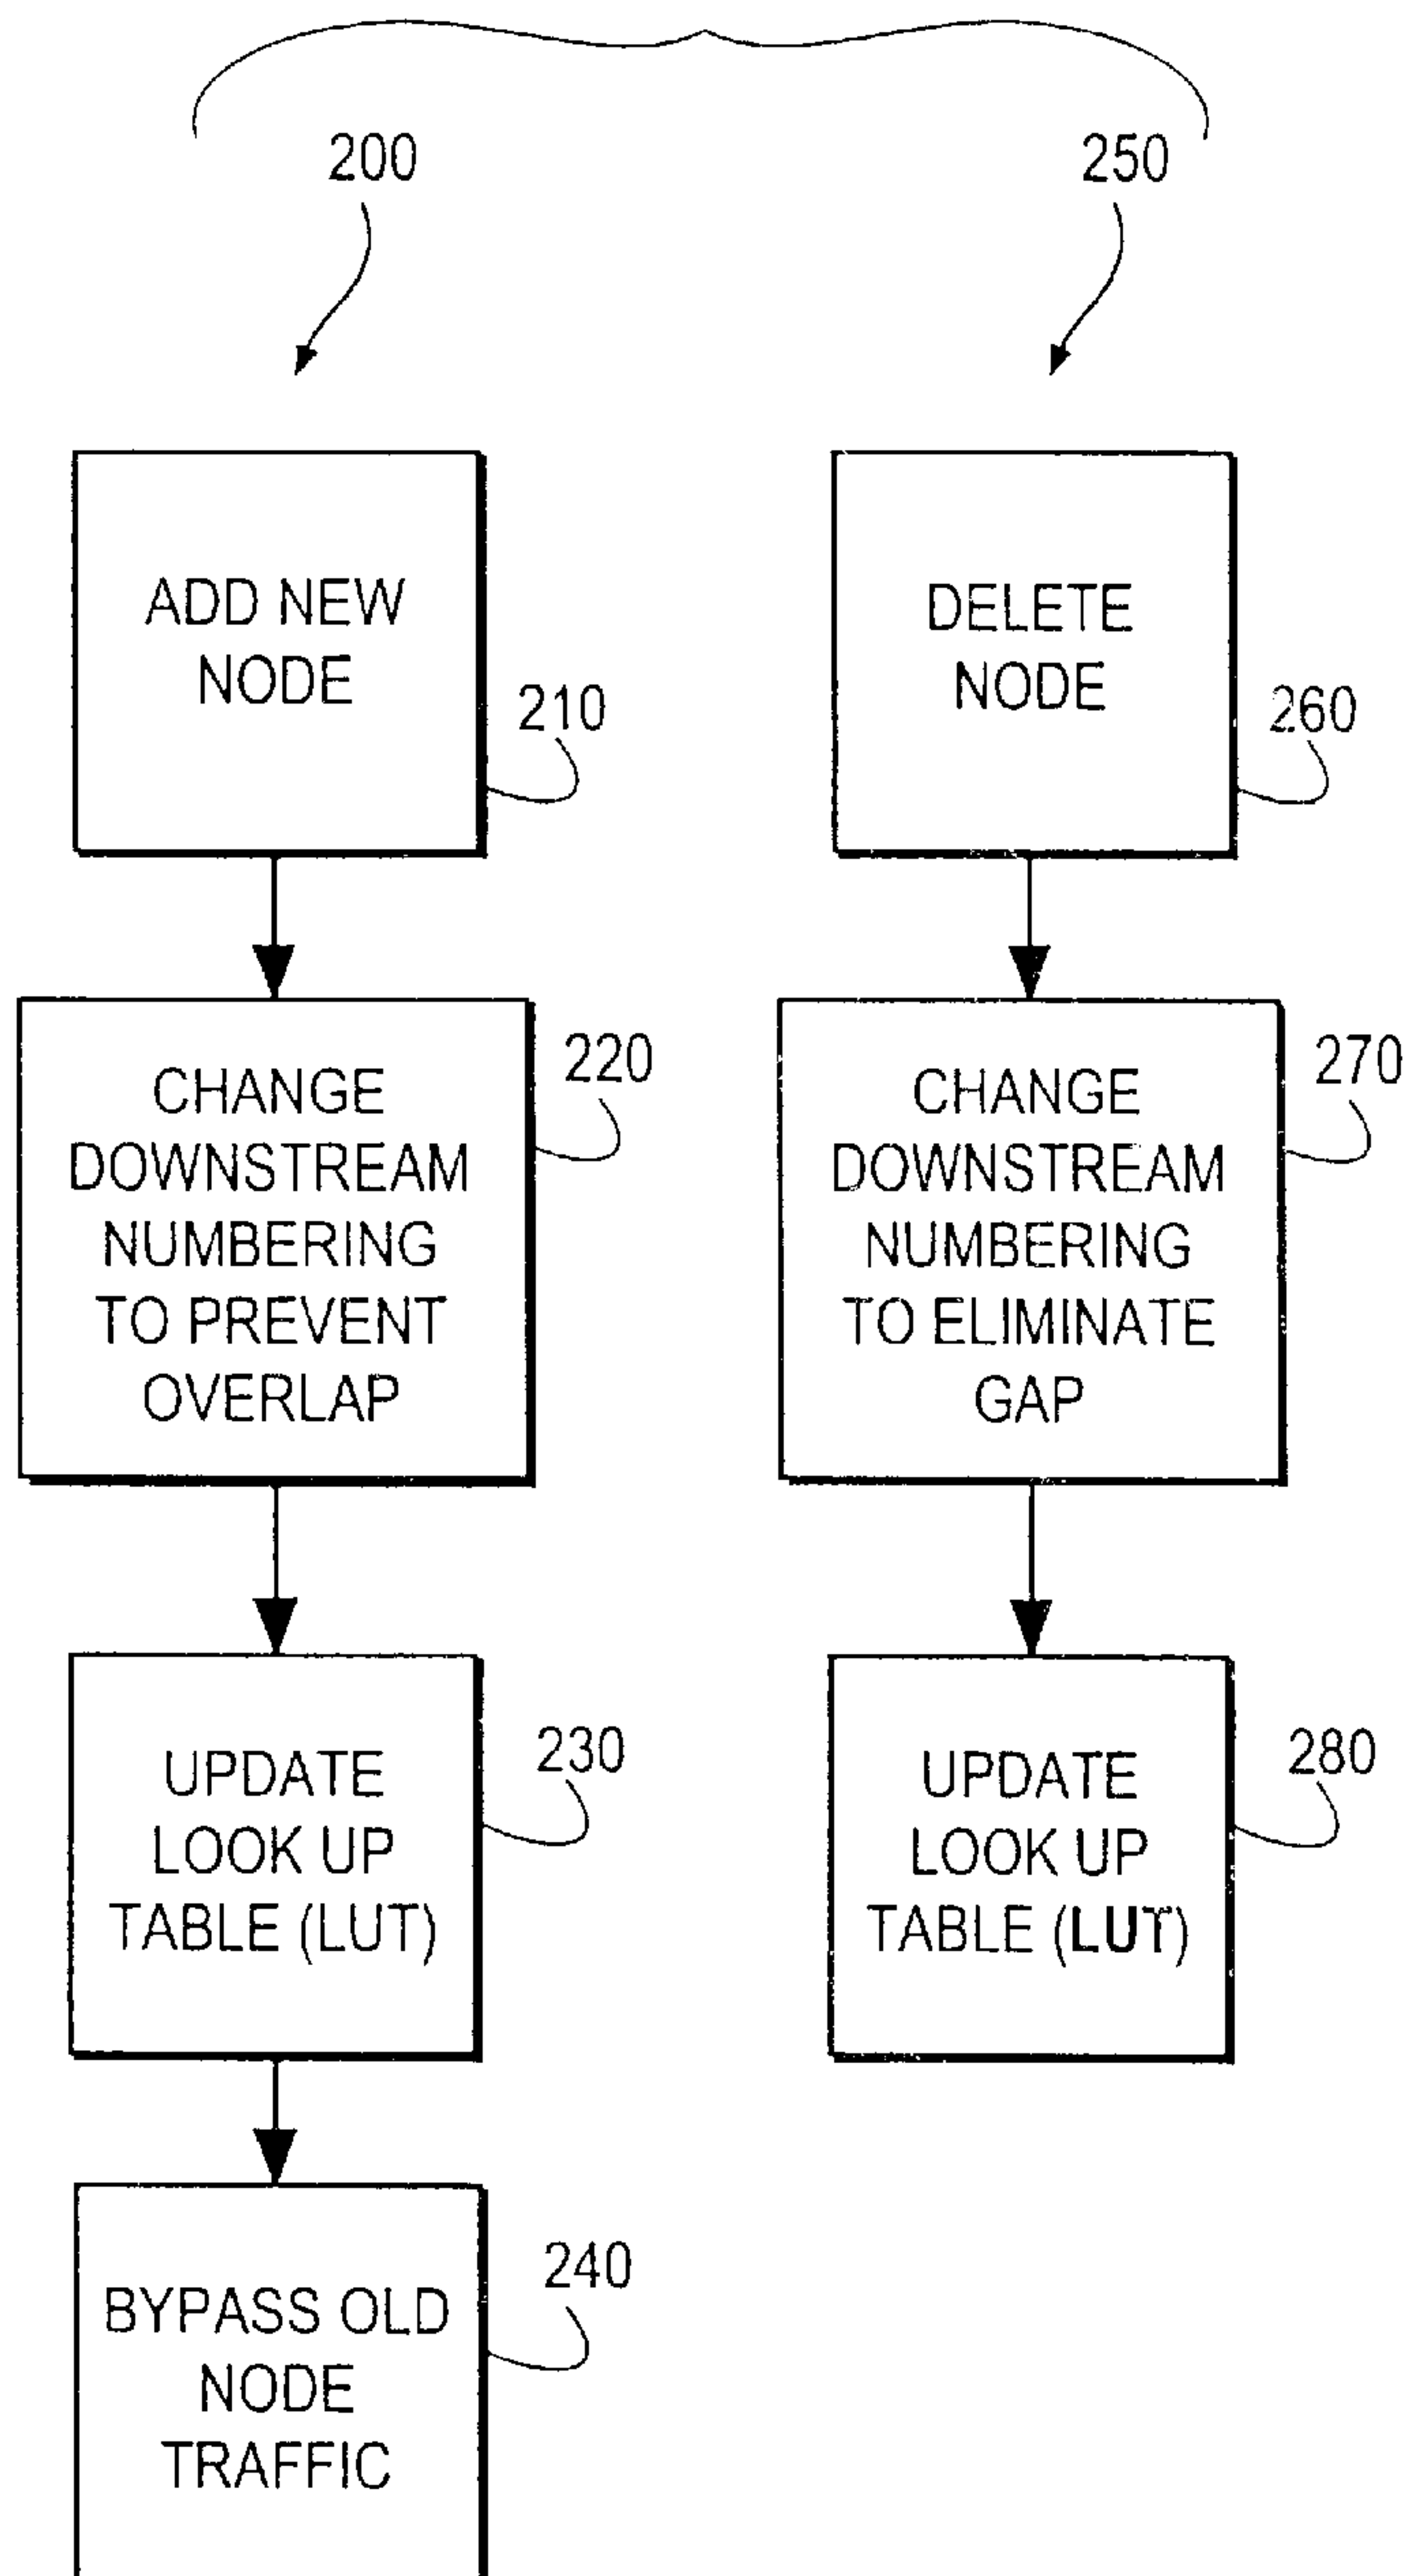 200
ADD NEW
NODE
210
CHANGE
DOWNSTREAM
NUMBERING
TO PREVENT
OVERLAP
220
UPDATE
LOOK UP
TABLE (LUT)
230
BYPASS OLD
NODE
TRAFFIC
240
250
DELETE
NODE
260
CHANGE
DOWNSTREAM
NUMBERING
TO ELIMINATE
GAP
270
UPDATE
LOOK UP
TABLE (LUT)
280